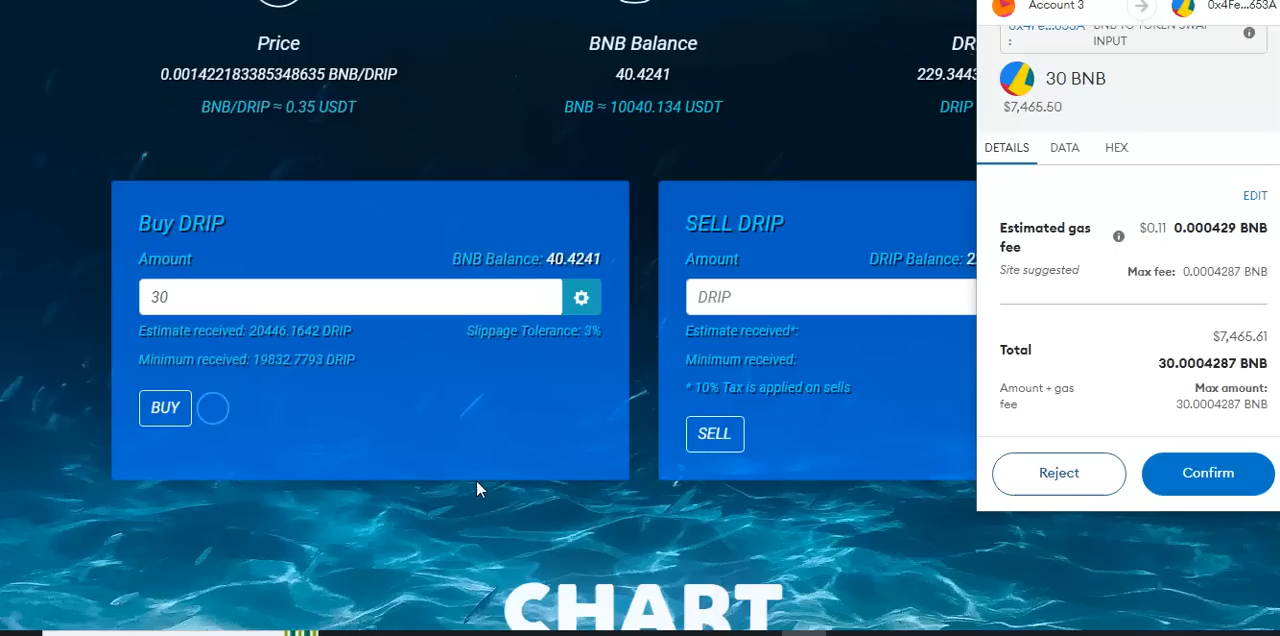 Price
0.001422183385348635 BNB/DRIP
BNB/DRIP ≈ 0.35 USDT
BNB Balance
40.4241
BNB ≈ 10040.134 USDT
DR
229.3443
DRIP
Buy DRIP
Amount
BNB Balance: 40.4241
30
Estimate received: 20446.1642 DRIP
Slippage Tolerance: 3%
Minimum received: 19832.7793 DRIP
BUY
SELL DRIP
Amount
DRIP Balance: 2
DRIP
Estimate received*:
Minimum received:
* 10% Tax is applied on sells
SELL
CHART
Account 3
0x4Fe...653A
0x4Fe...653A
:
BNB TO TOKEN SWAP
INPUT
30 BNB
$7,465.50
DETAILS
DATA
HEX
EDIT
Estimated gas
fee
$0.11 0.000429 BNB
Site suggested
Max fee: 0.0004287 BNB
$7,465.61
Total
30.0004287 BNB
Amount + gas
fee
Max amount:
30.0004287 BNB
Reject
Confirm